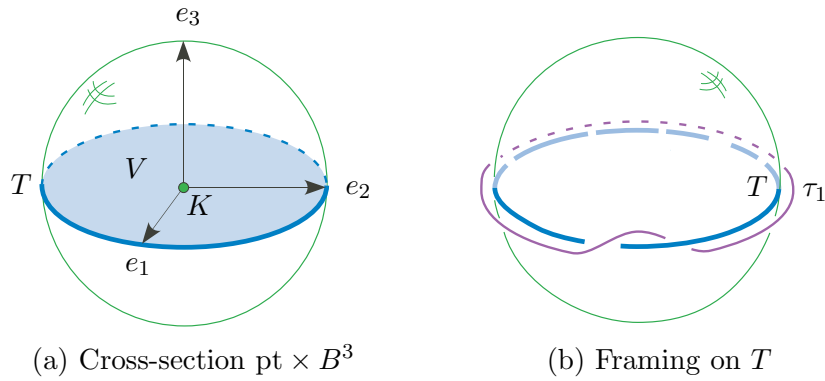 e₃
V
T
K
e₂
e₁
(a) Cross-section pt × B³
T
τ₁
(b) Framing on T